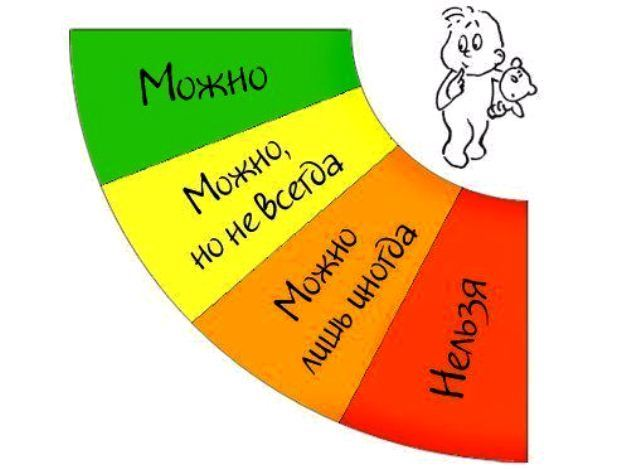 Можно
Можно,
но не всегда
Можно
лишь иногда
Нельзя